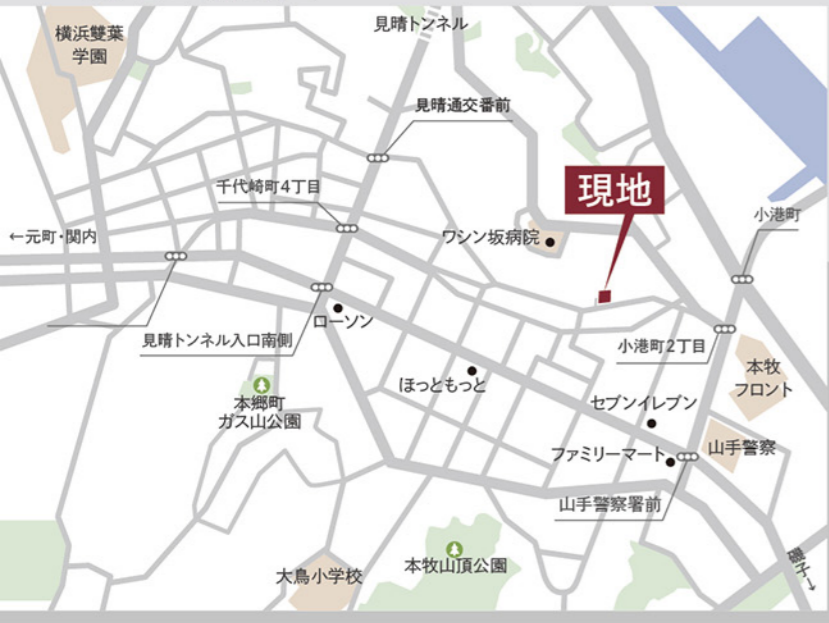 見晴トンネル
横浜雙葉
学園
見晴通交番前
千代崎町4丁目
現地
小港町
←元町・関内
ワシン坂病院
ローソン
見晴トンネル入口南側
小港町2丁目
本牧
フロント
ほっともっと
本郷町
ガス山公園
セブンイレブン
山手警察
ファミリーマート
山手警察署前
本牧山頂公園
大鳥小学校
磯子→